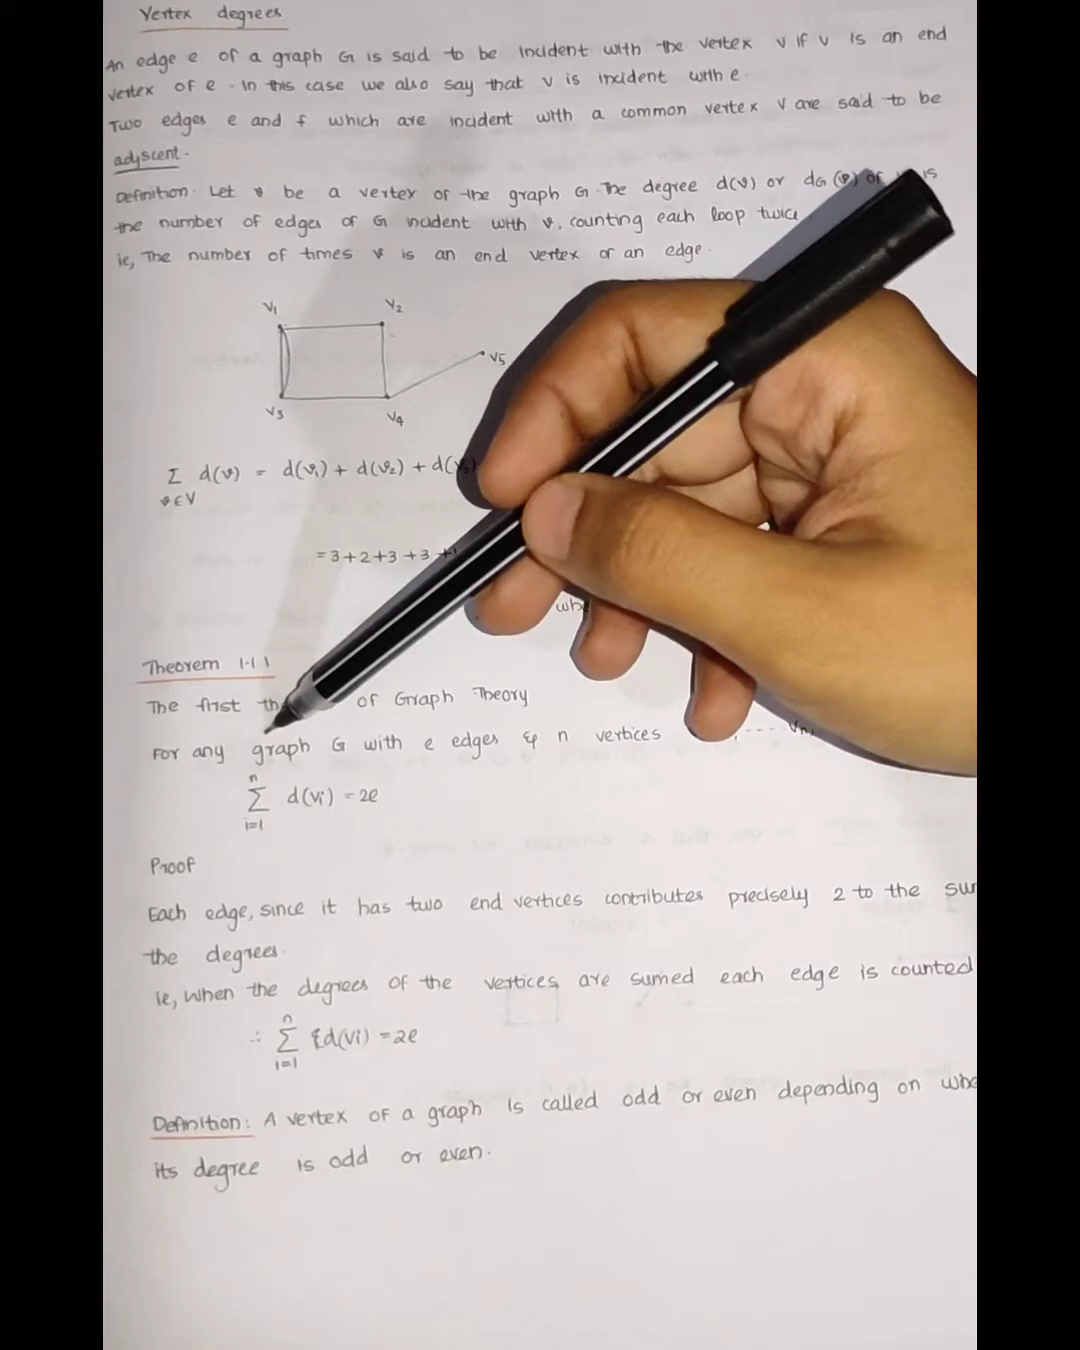 Vertex degrees
An edge e of a graph G is said to be incident with the vertex v if v is an end
vertex of e. In this case we also say that v is incident with e.
Two edges e and f which are incident with a common vertex v are said to be
adjscent.
Definition. Let v be a vertex of the graph G. The degree d(v) or dG(v) of is
the number of edges of G incident with v, counting each loop twice
ie, The number of times v is an end vertex of an edge.
V1 V2
V5
V3 V4
Σ d(v) = d(v1) + d(v2) + d(v3)
v∈V
= 3+2+3+3+
Theorem 1.11
The first of Graph Theory
For any graph G with e edges & n vertices ,---- Vn,
n
Σ d(vi) = 2e
i=1
Proof
Each edge, since it has two end vertices contributes precisely 2 to the
the degrees.
ie, when the degrees of the vertices are sumed each edge is counted
n
∴ Σ d(vi) = 2e
i=1
Definition: A vertex of a graph is called odd or even depending on
its degree is odd or even.